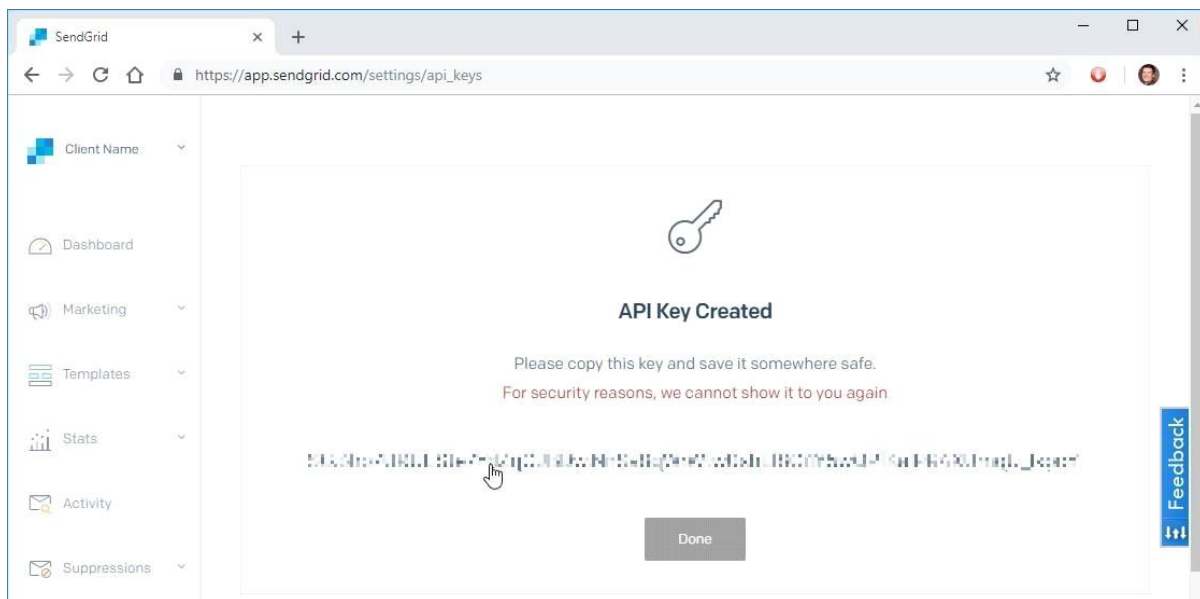 SendGrid
https://app.sendgrid.com/settings/api_keys
Client Name
Dashboard
Marketing
Templates
Stats
Activity
Suppressions
API Key Created
Please copy this key and save it somewhere safe.
For security reasons, we cannot show it to you again
Done
Feedback